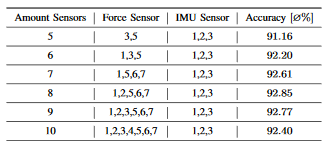 Amount Sensors | Force Sensor | IMU Sensor | Accuracy [∅%]
5 | 3,5 | 1,2,3 | 91.16
6 | 1,3,5 | 1,2,3 | 92.20
7 | 1,5,6,7 | 1,2,3 | 92.61
8 | 1,2,5,6,7 | 1,2,3 | 92.85
9 | 1,2,3,5,6,7 | 1,2,3 | 92.77
10 | 1,2,3,4,5,6,7 | 1,2,3 | 92.40